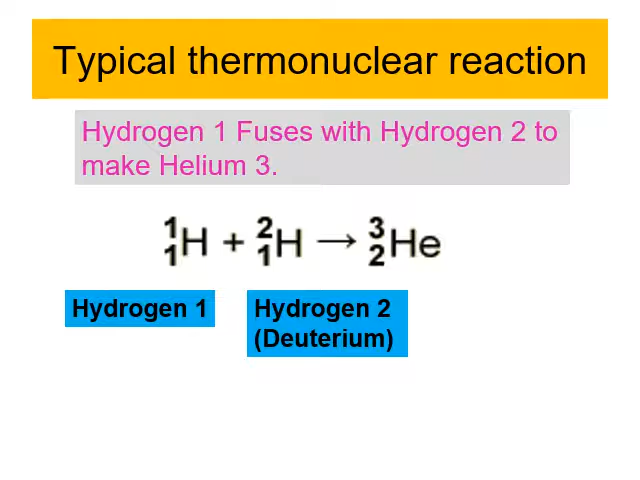 Typical thermonuclear reaction
Hydrogen 1 Fuses with Hydrogen 2 to
make Helium 3.
¹₁H + ²₁H → ³₂He
Hydrogen 1
Hydrogen 2
(Deuterium)